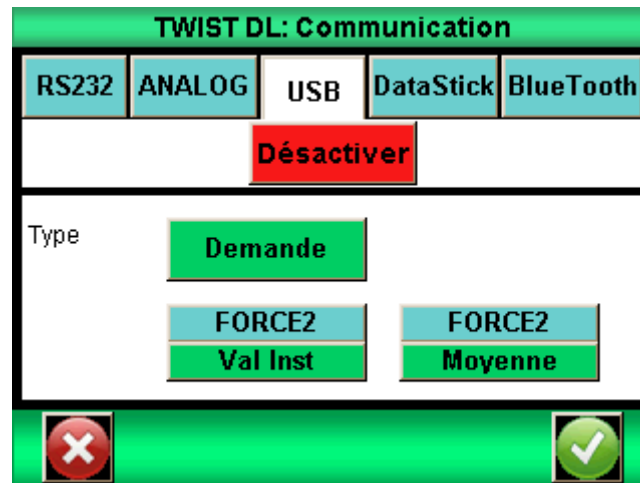 TWIST DL: Communication
RS232 ANALOG USB DataStick BlueTooth
Désactiver
Type Demande
FORCE2 FORCE2
Val Inst Moyenne